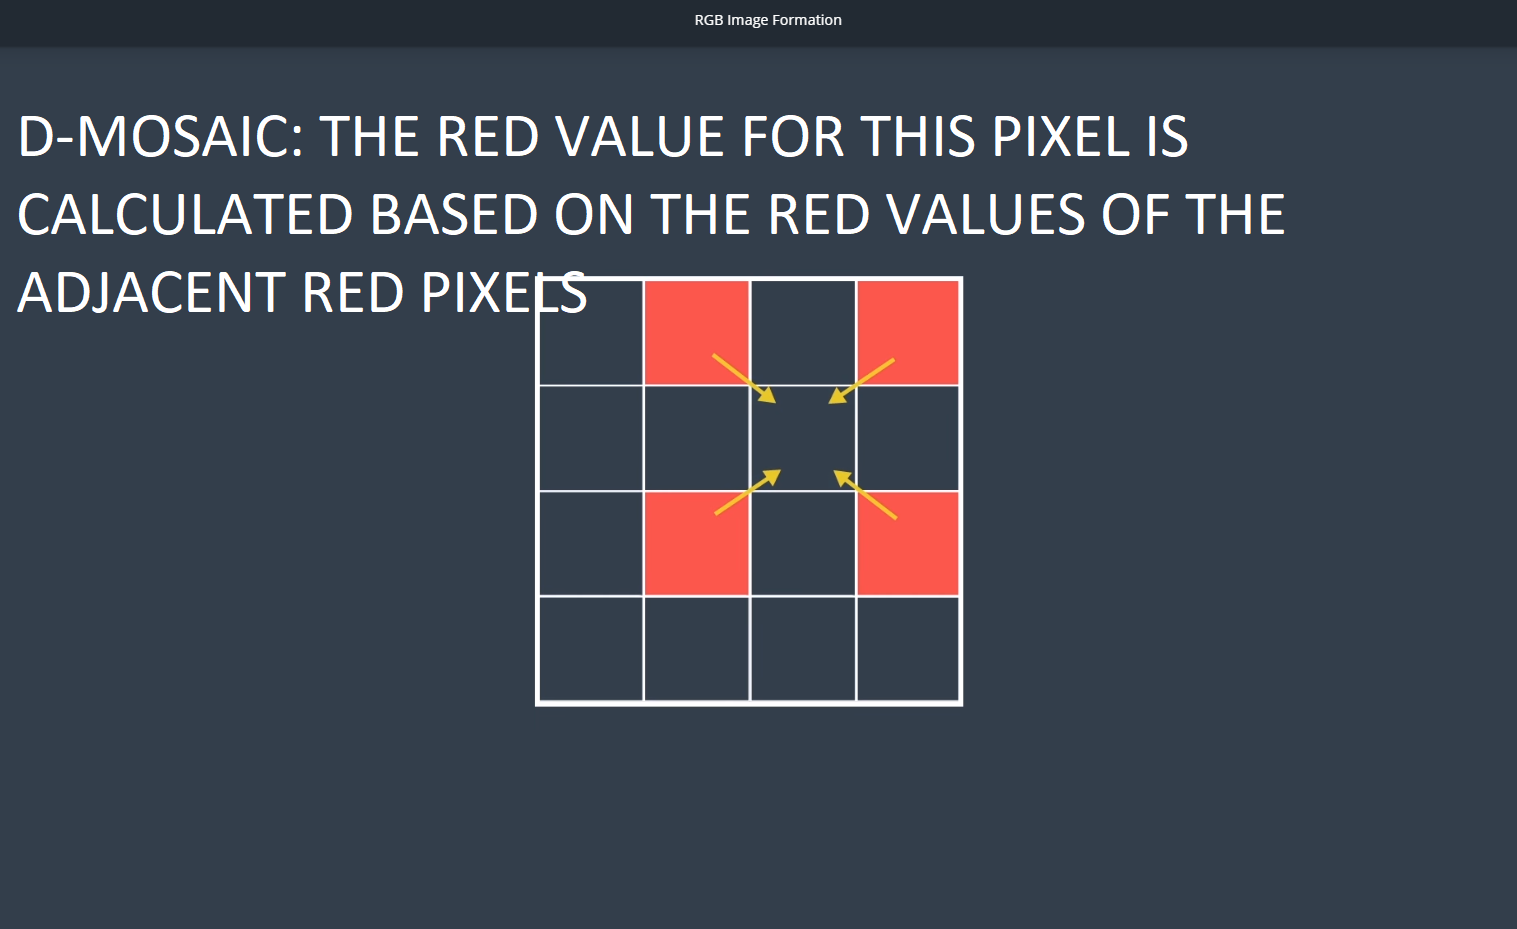 RGB Image Formation
D-MOSAIC: THE RED VALUE FOR THIS PIXEL IS
CALCULATED BASED ON THE RED VALUES OF THE
ADJACENT RED PIXELS